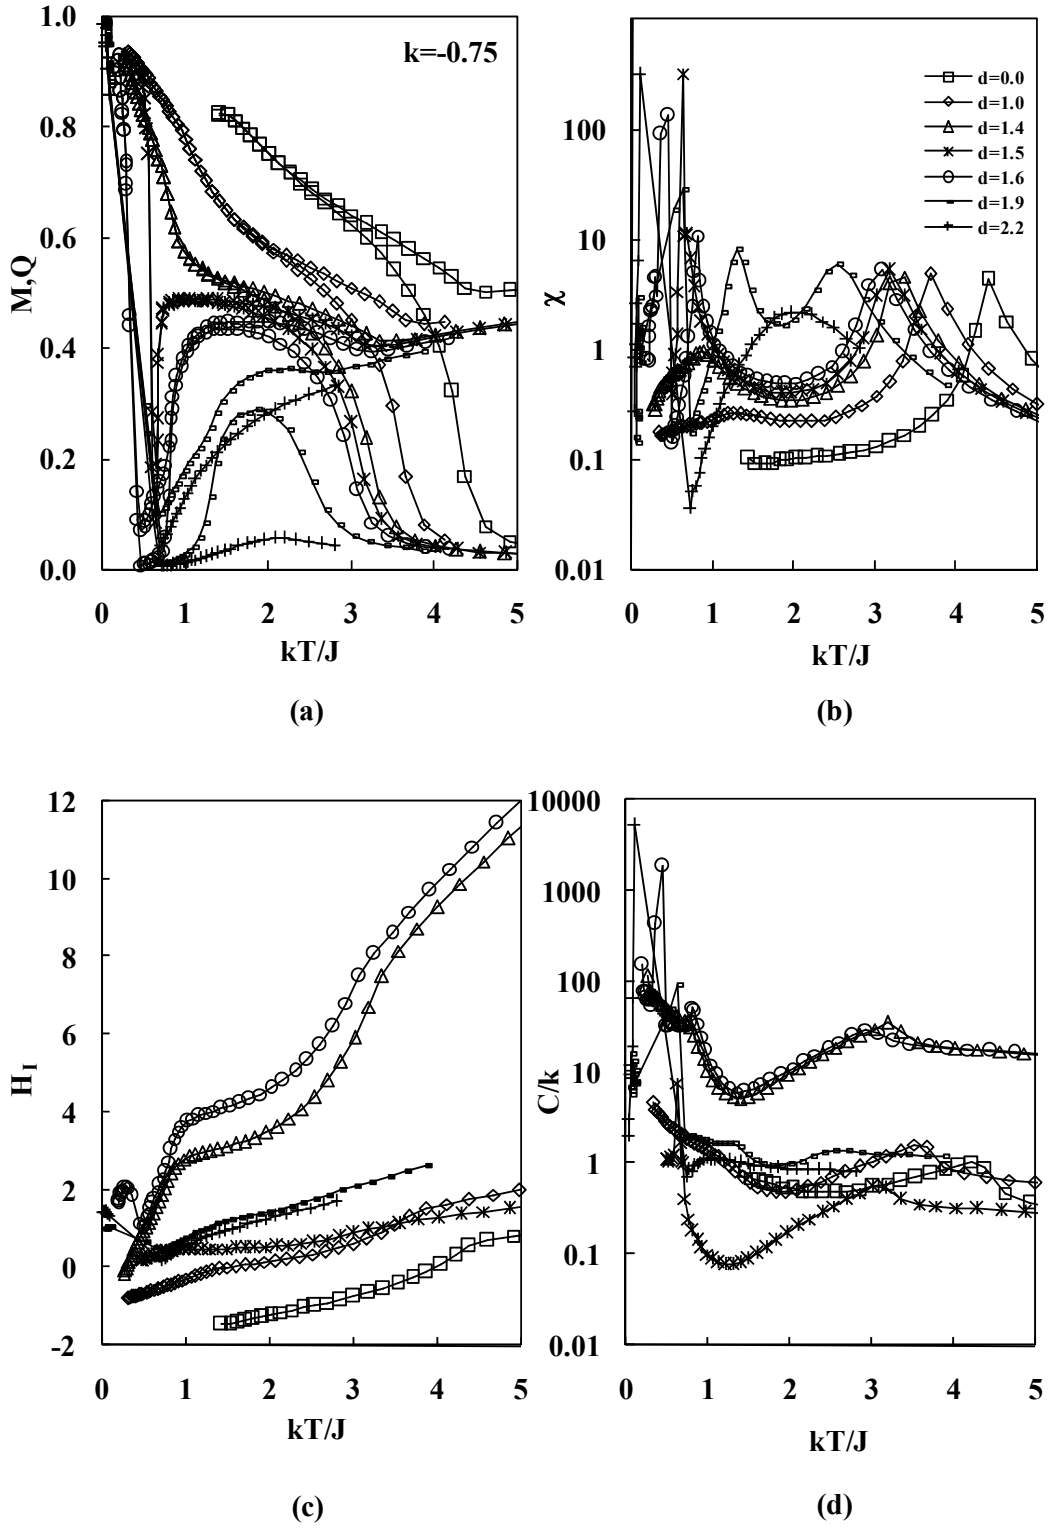 k=-0.75
M,Q
1.0
0.8
0.6
0.4
0.2
0.0
0 1 2 3 4 5
kT/J
(a)
χ
100
10
1
0.1
0.01
d=0.0
d=1.0
d=1.4
d=1.5
d=1.6
d=1.9
d=2.2
0 1 2 3 4 5
kT/J
(b)
H_I
12
10
8
6
4
2
0
-2
0 1 2 3 4 5
kT/J
(c)
C/k
10000
1000
100
10
1
0.1
0.01
0 1 2 3 4 5
kT/J
(d)